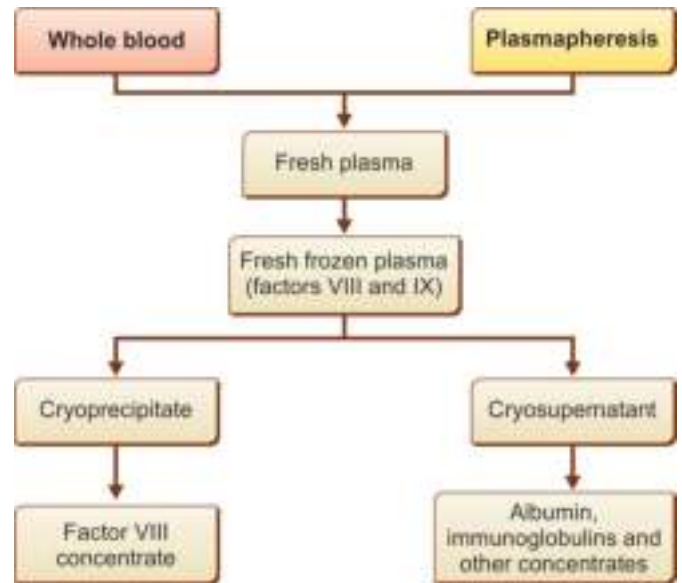 Whole blood
Plasmapheresis
Fresh plasma
Fresh frozen plasma
(factors VIII and IX)
Cryoprecipitate
Cryosupernatant
Factor VIII
concentrate
Albumin,
immunoglobulins and
other concentrates